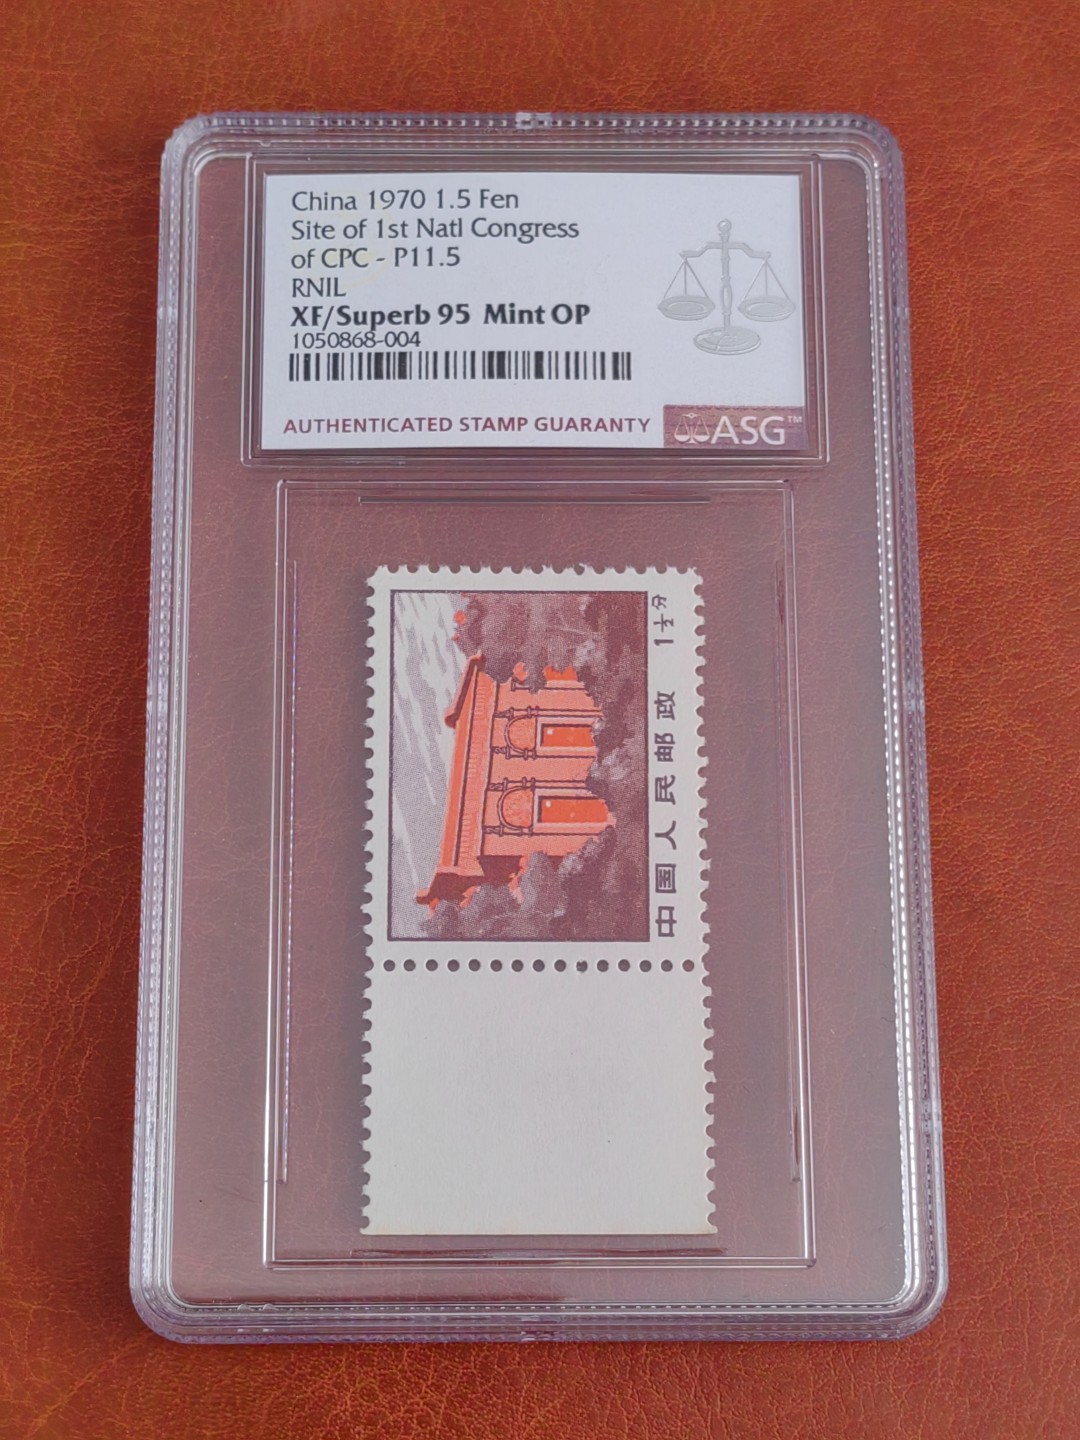 China 1970 1.5 Fen
Site of 1st Natl Congress
of CPC - P11.5
RNIL
XF/Superb 95 Mint OP
1050868-004
AUTHENTICATED STAMP GUARANTY
ASG™
中国人民邮政 1½分